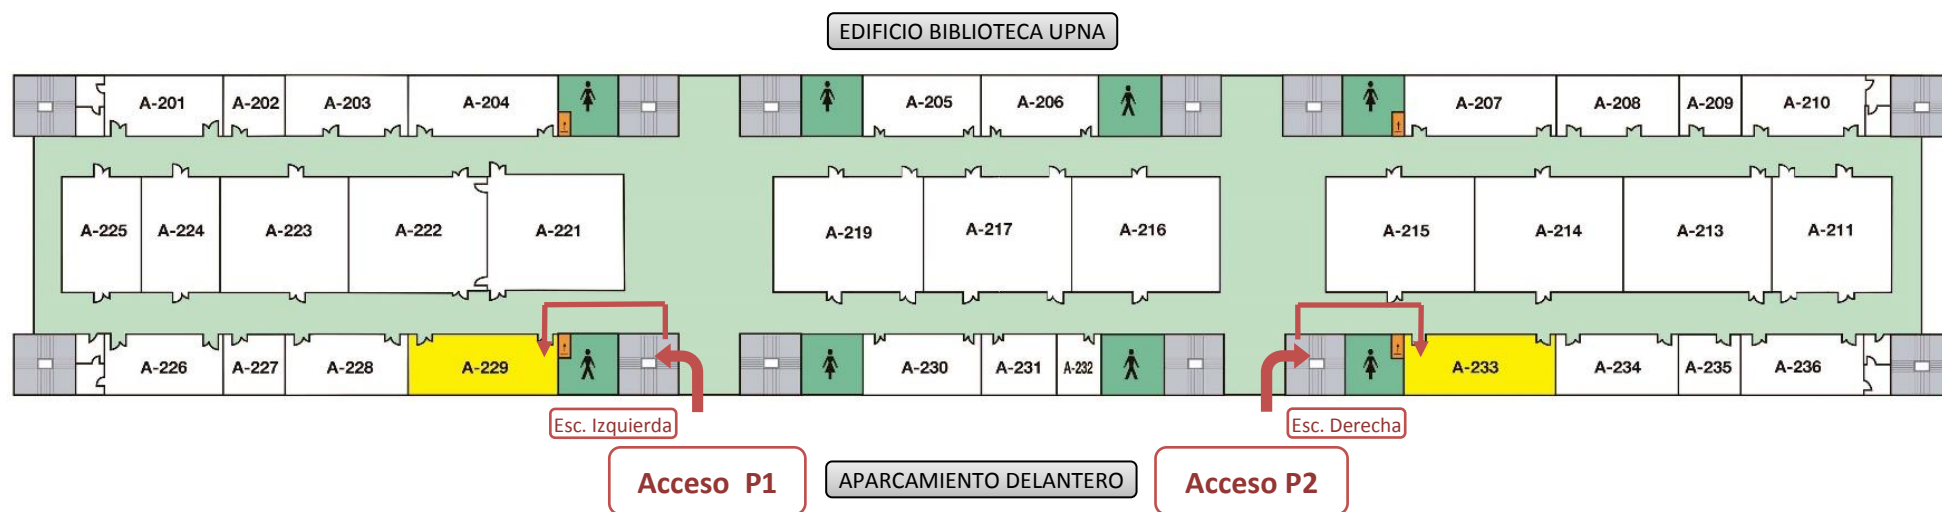 EDIFICIO BIBLIOTECA UPNA
A-201 A-202 A-203 A-204 A-205 A-206 A-207 A-208 A-209 A-210
A-225 A-224 A-223 A-222 A-221 A-219 A-217 A-216 A-215 A-214 A-213 A-211
A-226 A-227 A-228 A-229 A-230 A-231 A-232 A-233 A-234 A-235 A-236
Esc. Izquierda Esc. Derecha
Acceso P1 APARCAMIENTO DELANTERO Acceso P2